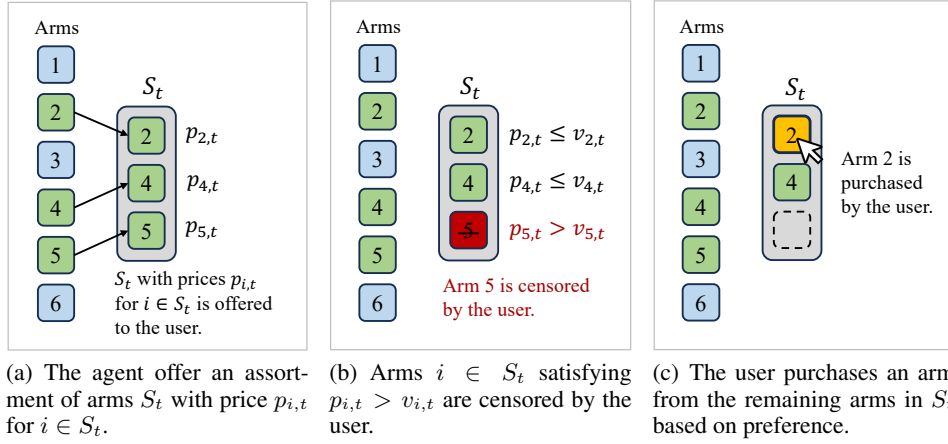 Arms
1
2
3
4
5
6
S_t
2
4
5
p_{2,t}
p_{4,t}
p_{5,t}
S_t with prices p_{i,t}
for i ∈ S_t is offered
to the user.
(a) The agent offer an assort-
ment of arms S_t with price p_{i,t}
for i ∈ S_t.
Arms
1
2
3
4
5
6
S_t
2
4
5
p_{2,t} ≤ v_{2,t}
p_{4,t} ≤ v_{4,t}
p_{5,t} > v_{5,t}
Arm 5 is censored
by the user.
(b) Arms i ∈ S_t satisfying
p_{i,t} > v_{i,t} are censored by the
user.
Arms
1
2
3
4
5
6
S_t
2
4
Arm 2 is
purchased
by the user.
(c) The user purchases an arm
from the remaining arms in S_t
based on preference.